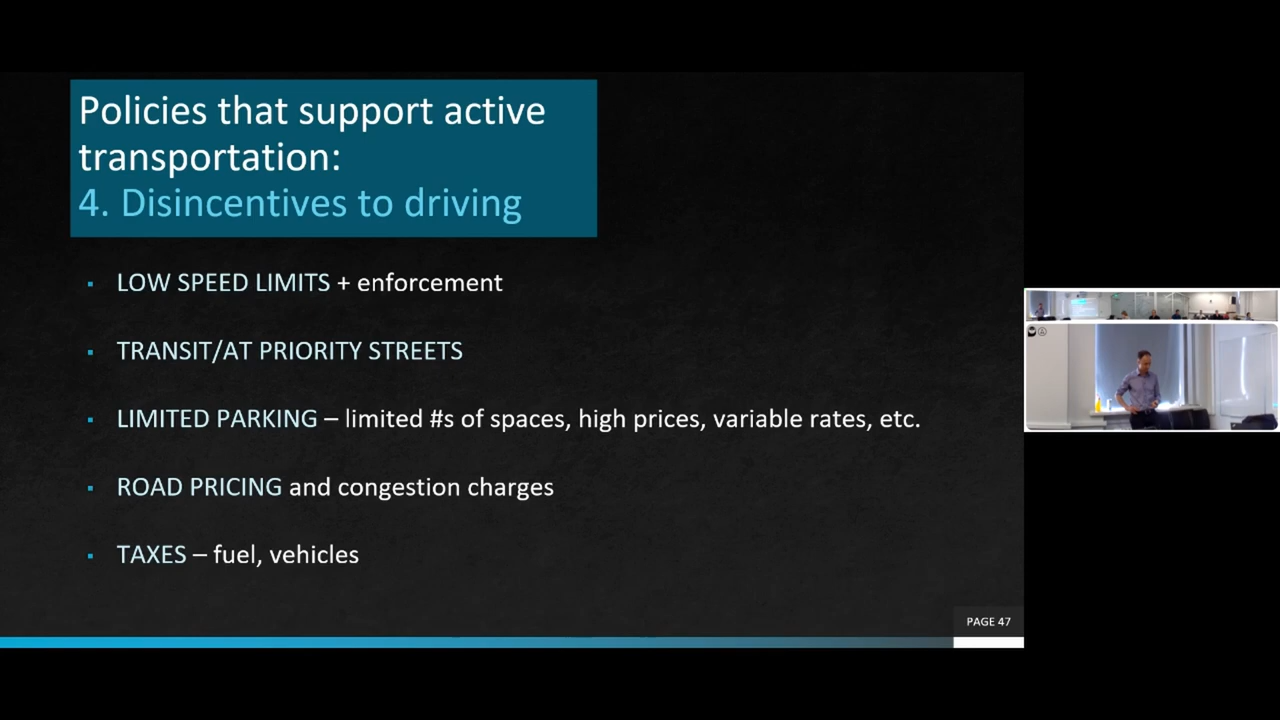 Policies that support active
transportation:
4. Disincentives to driving
▪ LOW SPEED LIMITS + enforcement
▪ TRANSIT/AT PRIORITY STREETS
▪ LIMITED PARKING – limited #s of spaces, high prices, variable rates, etc.
▪ ROAD PRICING and congestion charges
▪ TAXES – fuel, vehicles
PAGE 47